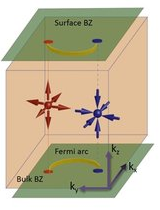 Surface BZ
Fermi arc
Bulk BZ
kz
kx
ky